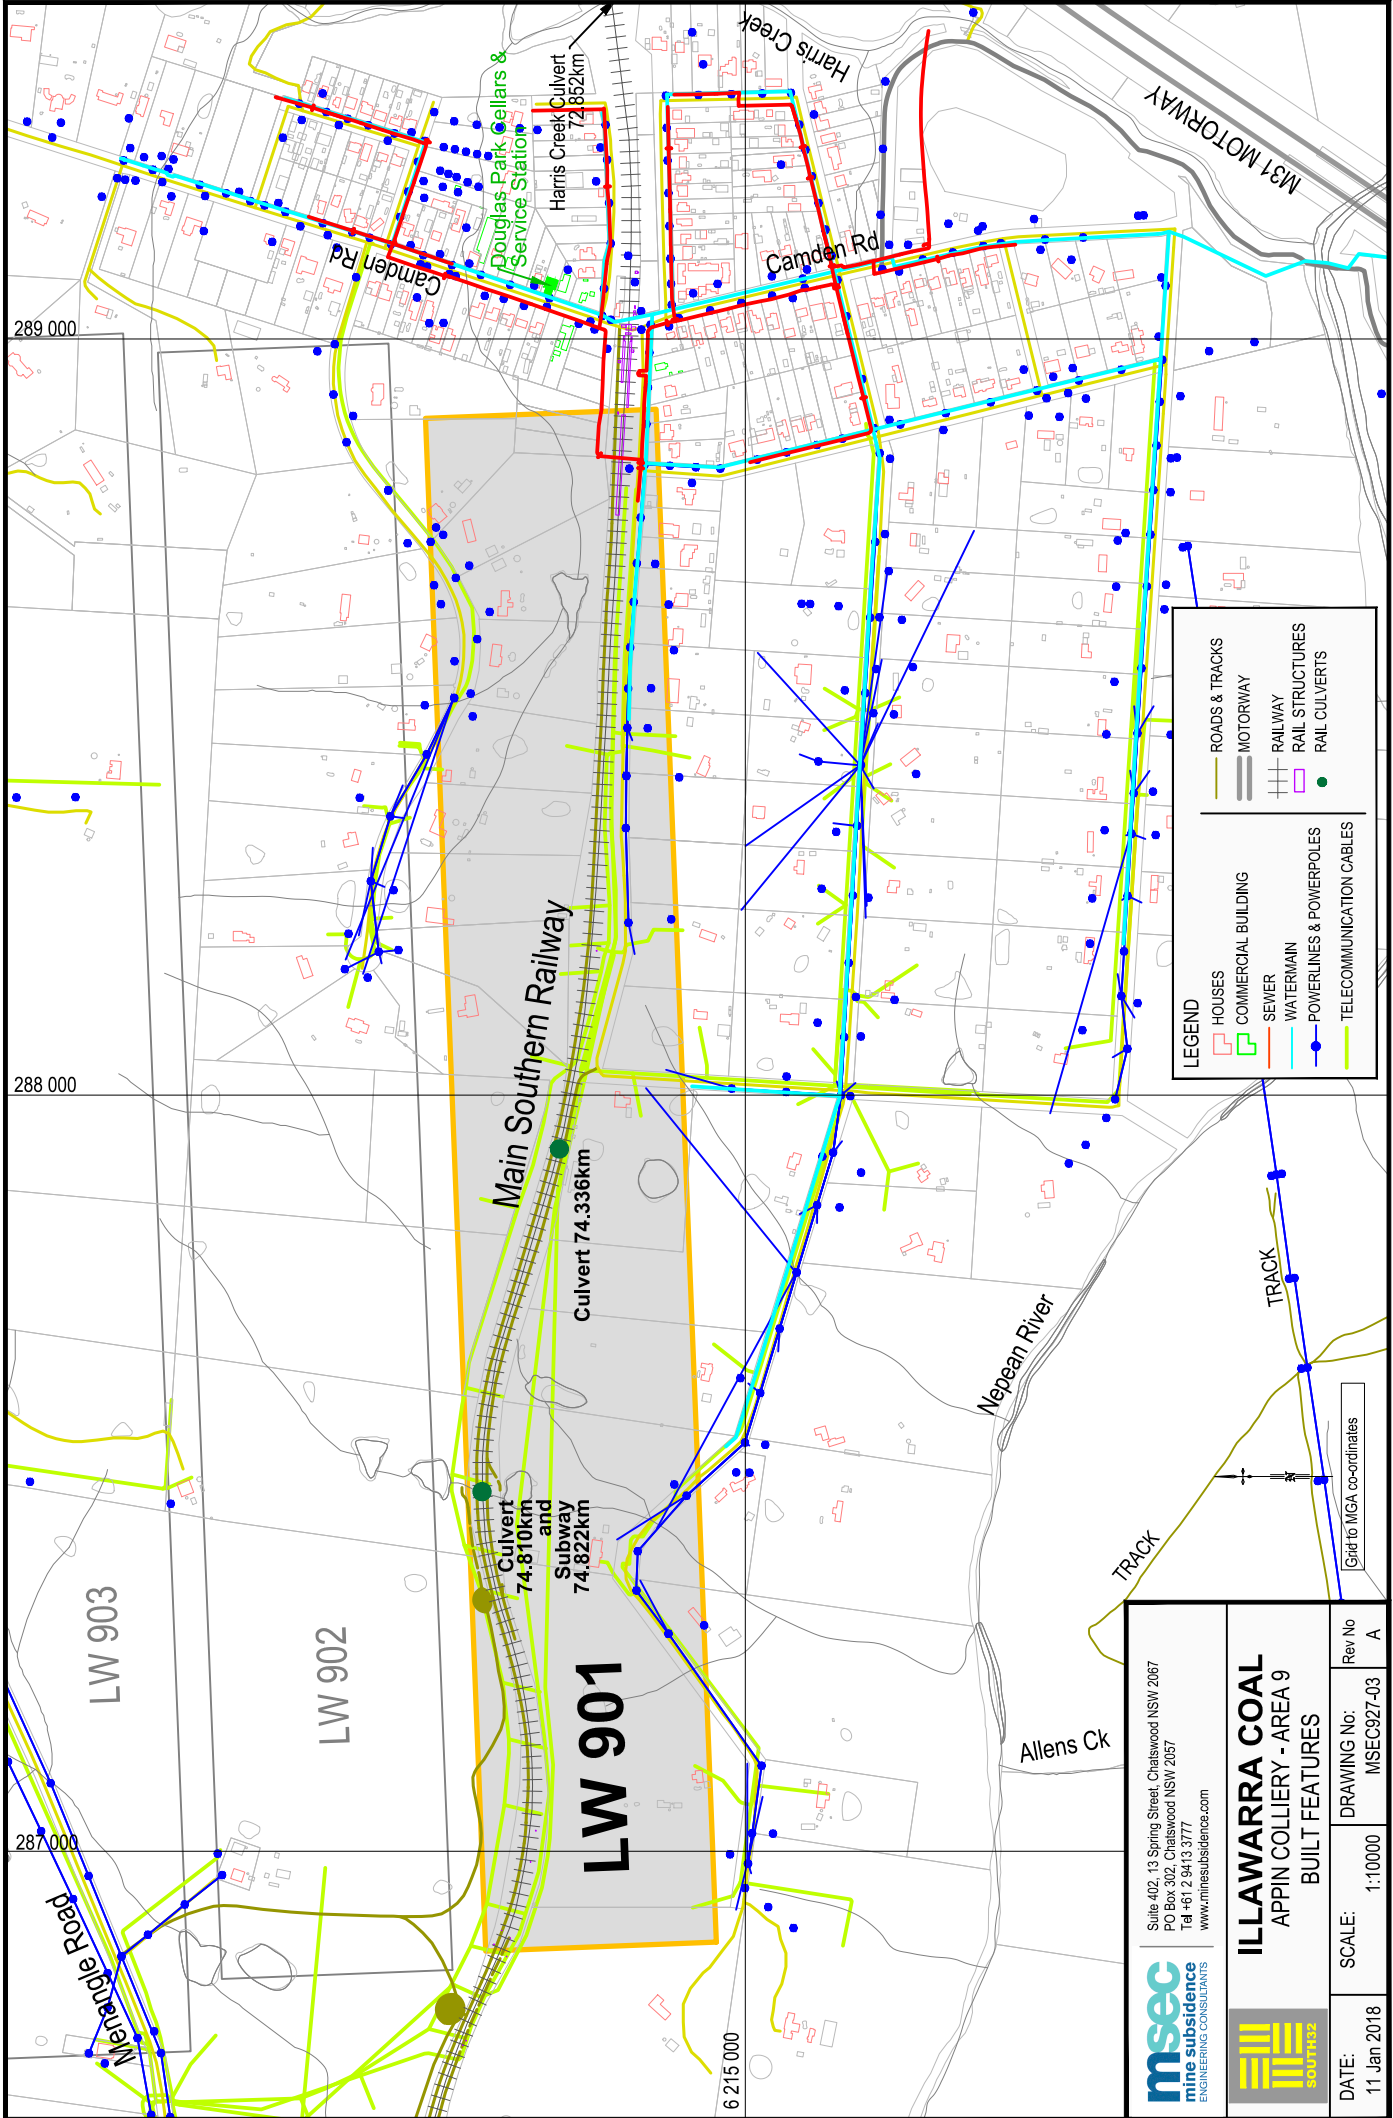 Menangle Road
LW 903
LW 902
LW 901
Main Southern Railway
Culvert 74.336km
Culvert
74.810km
and
Subway
74.822km
Camden Rd
Douglas Park Cellars &
Service Station
Harris Creek Culvert
72.852km
Harris Creek
Camden Rd
M31 MOTORWAY
Nepean River
Allens Ck
TRACK
TRACK
287 000
288 000
289 000
6 215 000
N
Grid to MGA co-ordinates
LEGEND
HOUSES
COMMERCIAL BUILDING
SEWER
WATERMAIN
POWERLINES & POWERPOLES
TELECOMMUNICATION CABLES
ROADS & TRACKS
MOTORWAY
RAILWAY
RAIL STRUCTURES
RAIL CULVERTS
msec
mine subsidence
ENGINEERING CONSULTANTS
Suite 402, 13 Spring Street, Chatswood NSW 2067
PO Box 302, Chatswood NSW 2057
Tel +61 2 9413 3777
www.minesubsidence.com
SOUTH32
ILLAWARRA COAL
APPIN COLLIERY - AREA 9
BUILT FEATURES
DATE:
11 Jan 2018
SCALE:
1:10000
DRAWING No:
MSEC927-03
Rev No
A